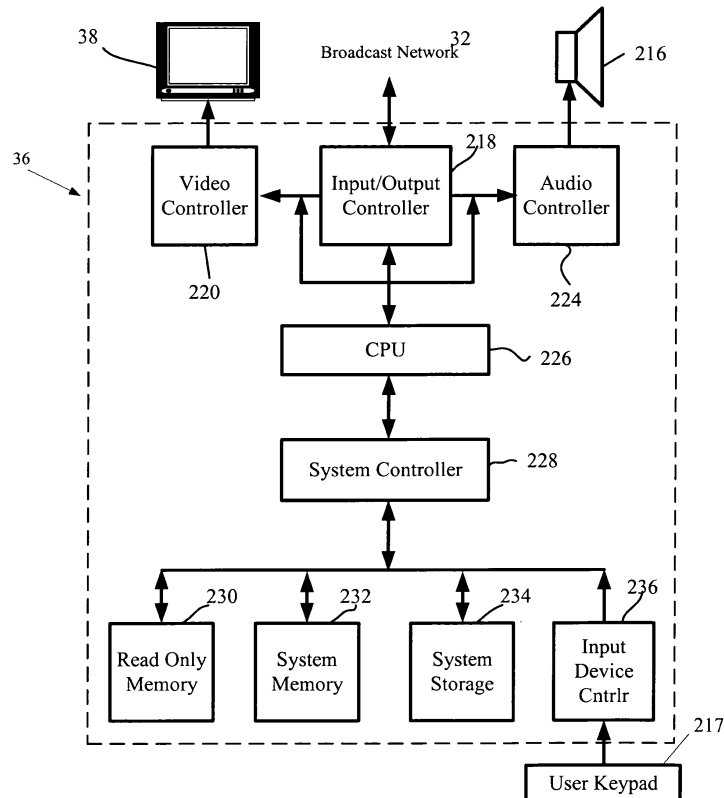 38
Broadcast Network 32
216
36
218
Video
Controller
Input/Output
Controller
Audio
Controller
220
224
CPU
226
System Controller
228
230
232
234
236
Read Only
Memory
System
Memory
System
Storage
Input
Device
Cntrlr
217
User Keypad